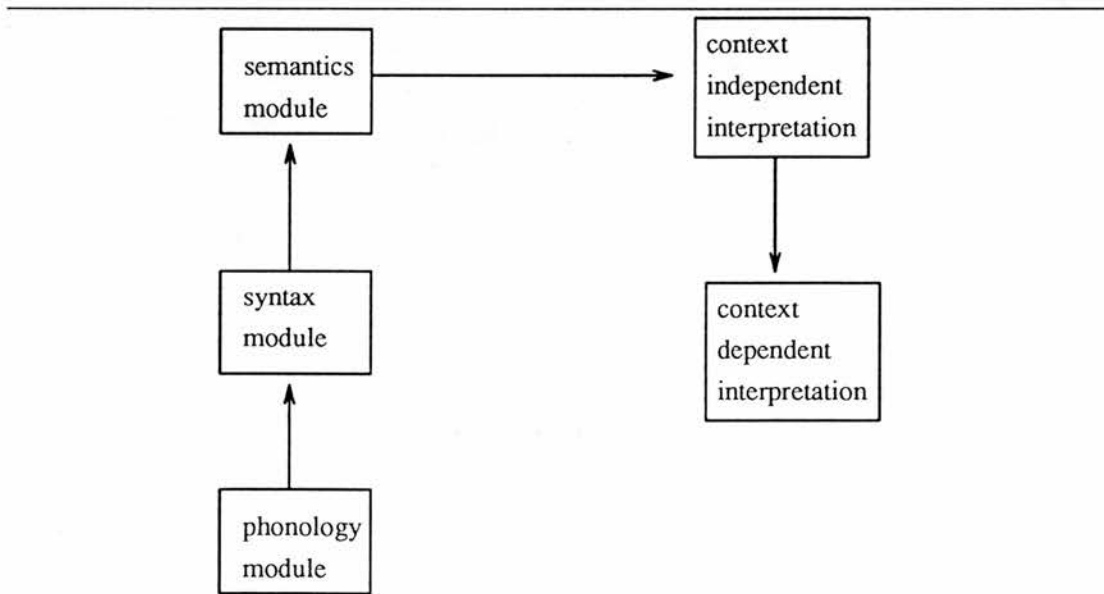 semantics
module
context
independent
interpretation
syntax
module
context
dependent
interpretation
phonology
module